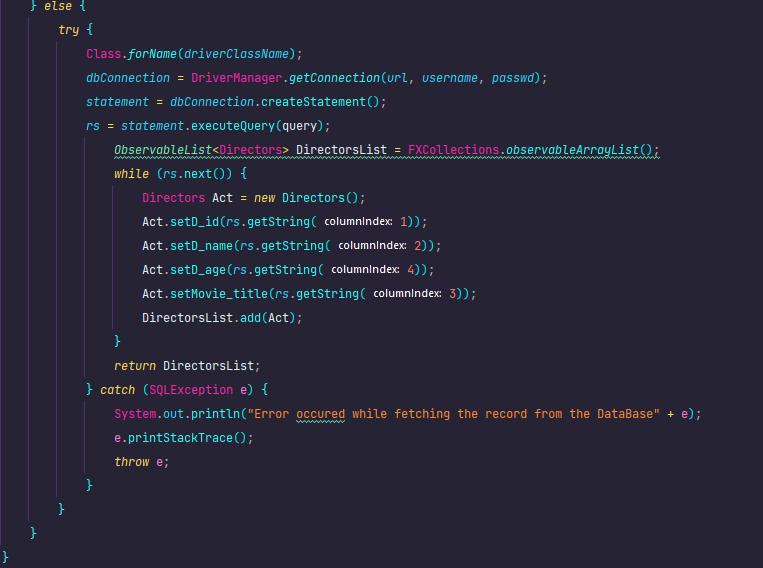 } else {
try {
Class.forName(driverClassName);
dbConnection = DriverManager.getConnection(url, username, passwd);
statement = dbConnection.createStatement();
rs = statement.executeQuery(query);
ObservableList<Directors> DirectorsList = FXCollections.observableArrayList();
while (rs.next()) {
Directors Act = new Directors();
Act.setD_id(rs.getString( columnIndex: 1));
Act.setD_name(rs.getString( columnIndex: 2));
Act.setD_age(rs.getString( columnIndex: 4));
Act.setMovie_title(rs.getString( columnIndex: 3));
DirectorsList.add(Act);
}
return DirectorsList;
} catch (SQLException e) {
System.out.println("Error occured while fetching the record from the DataBase" + e);
e.printStackTrace();
throw e;
}
}
}
}